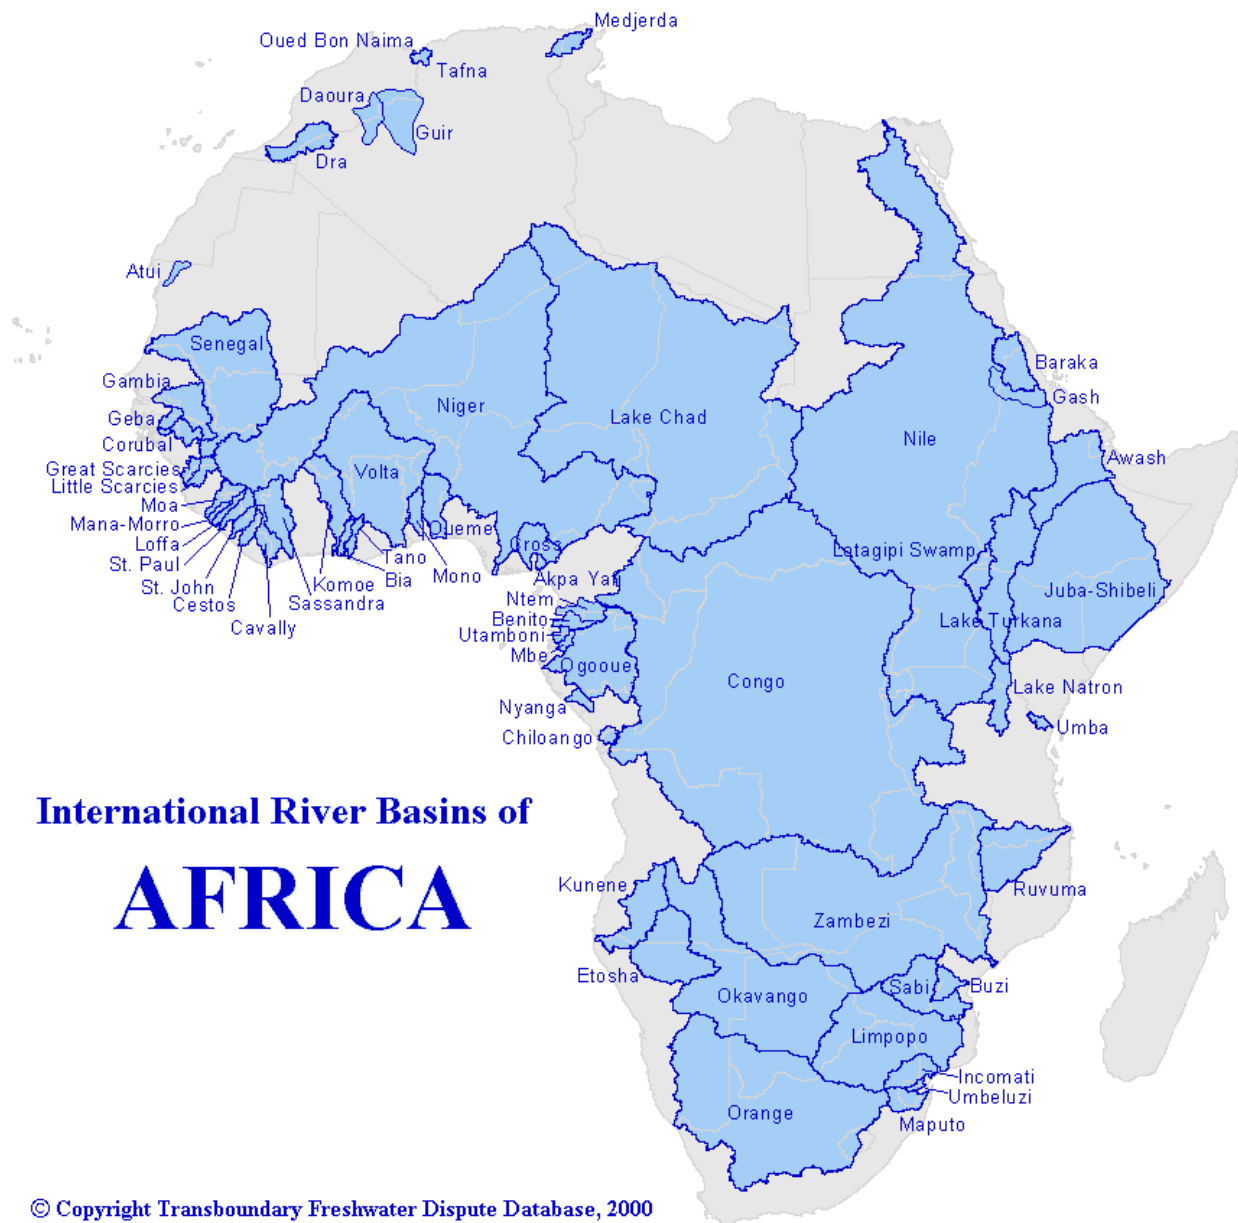 Medjerda
Oued Bon Naima
Tafna
Daoura
Guir
Dra
Atui
Senegal
Baraka
Gambia
Gash
Niger
Lake Chad
Geba
Nile
Corubal
Awash
Great Scarcies
Volta
Little Scarcies
Moa
Mana-Morro
Oueme
Loffa
Cross
Latagipi Swamp
St. Paul
Tano
Mono
Akpa Yafi
St. John
Komoe
Bia
Juba-Shibeli
Cestos
Sassandra
Ntem
Cavally
Benito
Lake Turkana
Utamboni
Mbe
Ogooue
Congo
Lake Natron
Nyanga
Umba
Chiloango
International River Basins of
AFRICA
Kunene
Ruvuma
Zambezi
Etosha
Sabi
Buzi
Okavango
Limpopo
Incomati
Umbeluzi
Orange
Maputo
© Copyright Transboundary Freshwater Dispute Database, 2000